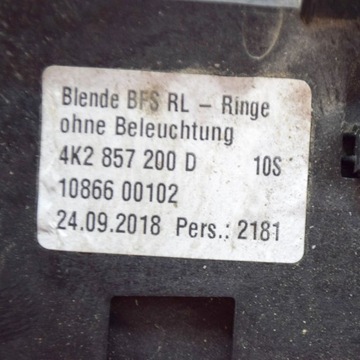 Blende BFS RL – Ringe
ohne Beleuchtung
4K2 857 200 D 10S
10866 00102
24.09.2018 Pers.: 2181